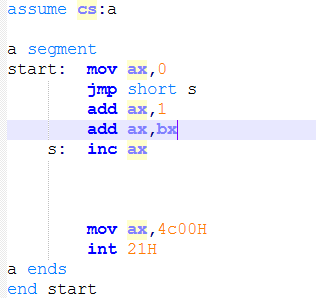 assume cs:a
a segment
start:  mov ax,0
        jmp short s
        add ax,1
        add ax,bx
    s:  inc ax
        mov ax,4c00H
        int 21H
a ends
end start